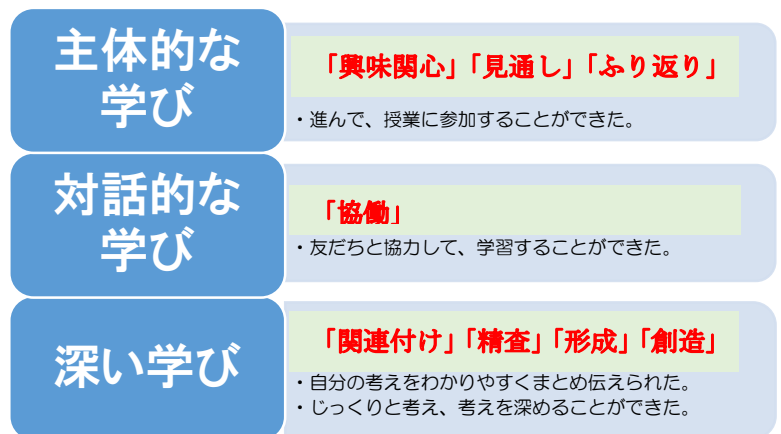 主体的な
学び
「興味関心」「見通し」「ふり返り」
・進んで、授業に参加することができた。
対話的な
学び
「協働」
・友だちと協力して、学習することができた。
深い学び
「関連付け」「精査」「形成」「創造」
・自分の考えをわかりやすくまとめ伝えられた。
・じっくりと考え、考えを深めることができた。